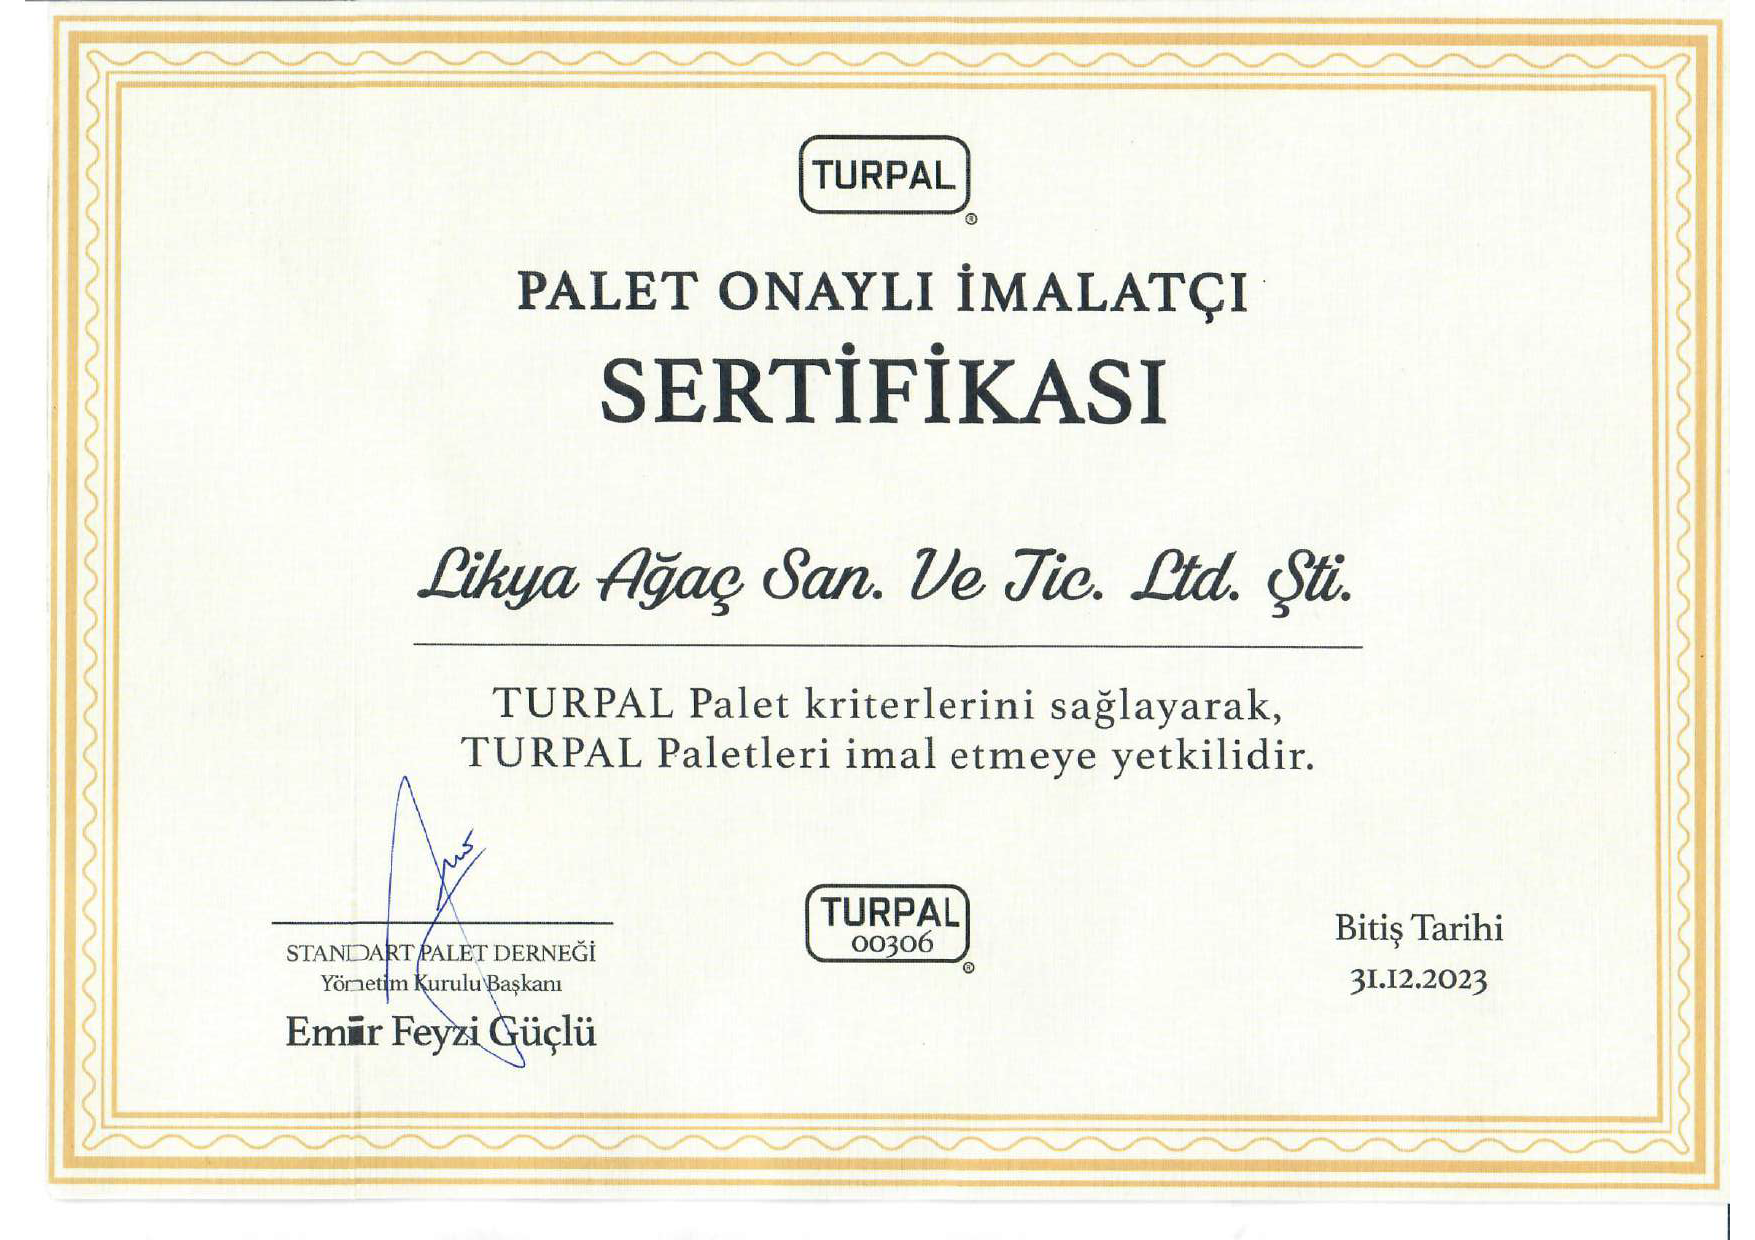 TURPAL
®
PALET ONAYLI İMALATÇI
SERTİFİKASI
Likya Ağaç San. Ve Tic. Ltd. Şti.
TURPAL Palet kriterlerini sağlayarak,
TURPAL Paletleri imal etmeye yetkilidir.
STANDART PALET DERNEĞİ
Yönetim Kurulu Başkanı
Feyzi Güçlü
TURPAL
00306
®
Bitiş Tarihi
31.12.2023